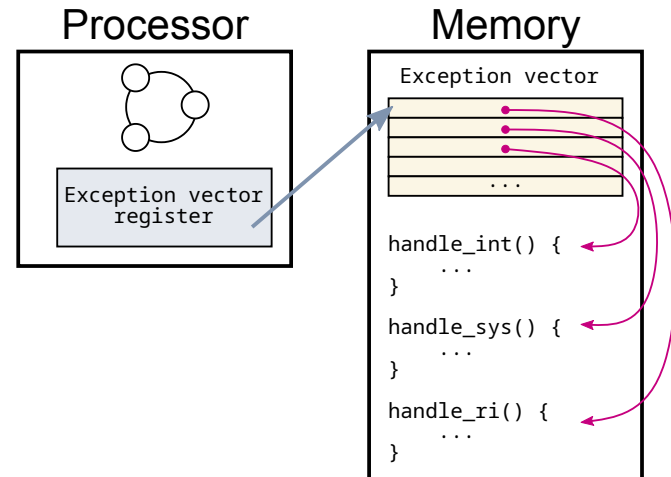 Processor
Exception vector
register
Memory
Exception vector
...
handle_int() {
...
}
handle_sys() {
...
}
handle_ri() {
...
}